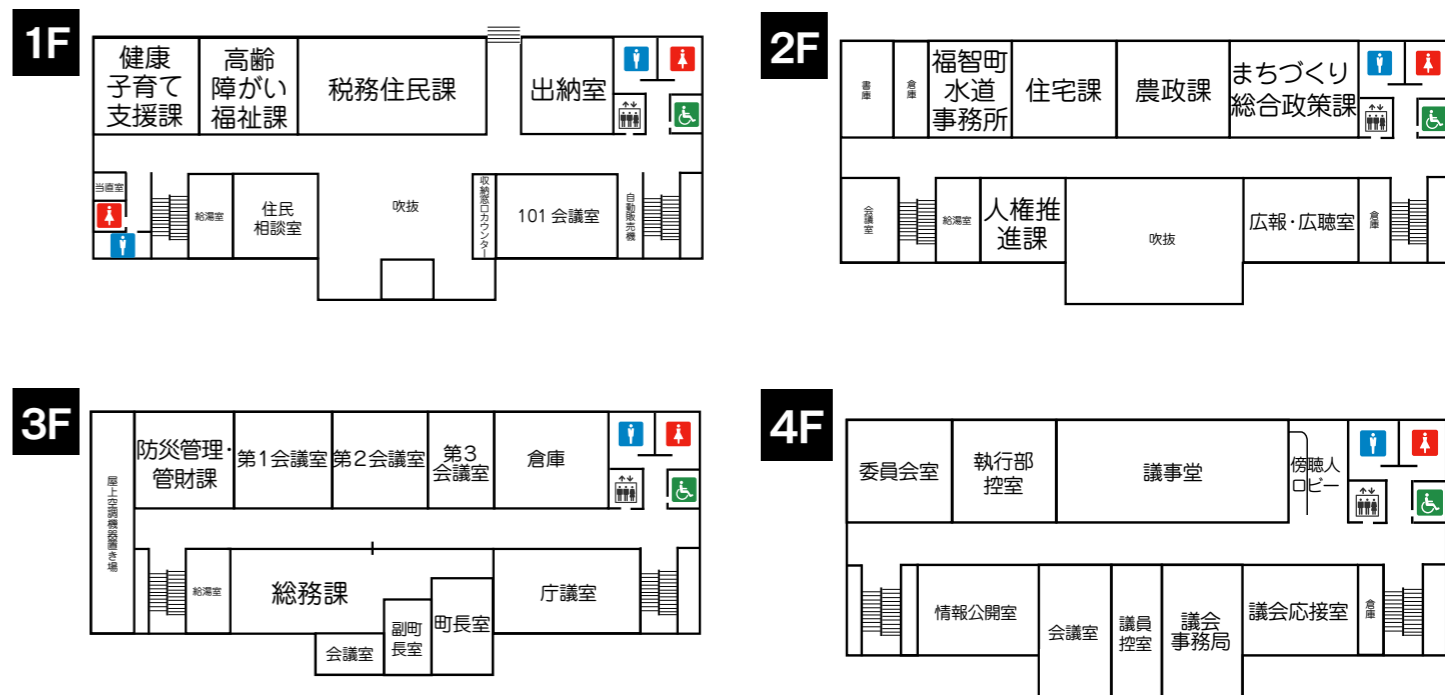 1F
健康
子育て
支援課
高齢
障がい
福祉課
税務住民課
出納室
当直室
給湯室
住民
相談室
吹抜
収納窓口カウンター
101 会議室
自動販売機
2F
書庫
倉庫
福智町
水道
事務所
住宅課
農政課
まちづくり
総合政策課
会議室
給湯室
人権推
進課
吹抜
広報・広聴室
倉庫
3F
屋上空調機器置き場
防災管理・
管財課
第1会議室
第2会議室
第3
会議室
倉庫
給湯室
総務課
会議室
副町
長室
町長室
庁議室
4F
委員会室
執行部
控室
議事堂
傍聴人
ロビー
情報公開室
会議室
議員
控室
議会
事務局
議会応接室
倉庫